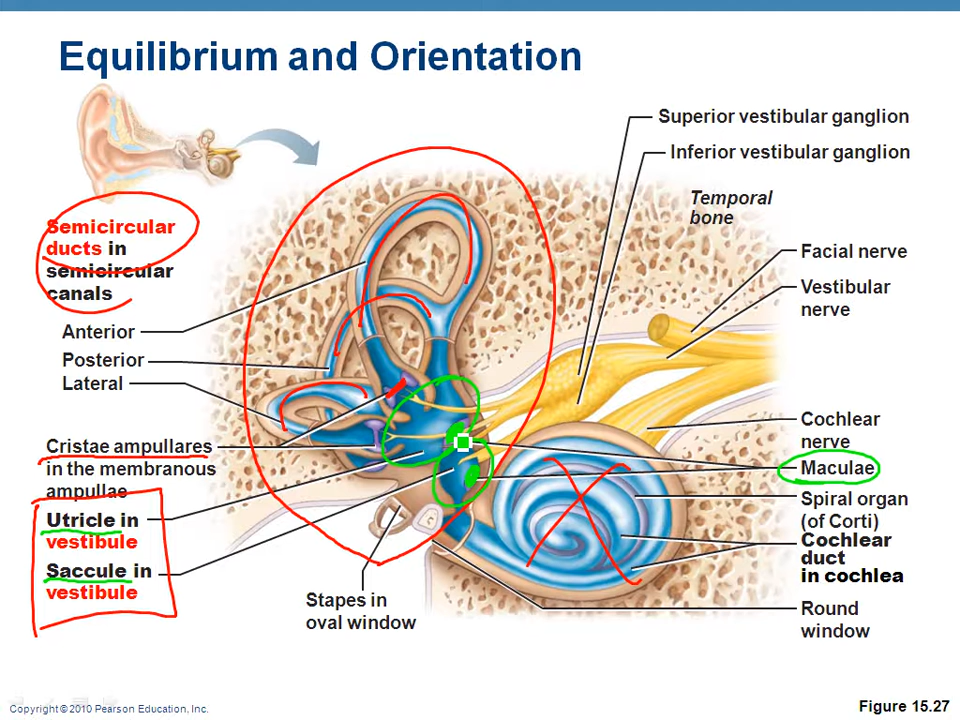 Equilibrium and Orientation
Superior vestibular ganglion
Inferior vestibular ganglion
Temporal
bone
Semicircular
ducts in
semicircular
canals
Facial nerve
Vestibular
nerve
Anterior
Posterior
Lateral
Cochlear
nerve
Cristae ampullares
in the membranous
ampullae
Maculae
Spiral organ
(of Corti)
Utricle in
vestibule
Cochlear
duct
in cochlea
Saccule in
vestibule
Stapes in
oval window
Round
window
Copyright © 2010 Pearson Education, Inc.
Figure 15.27